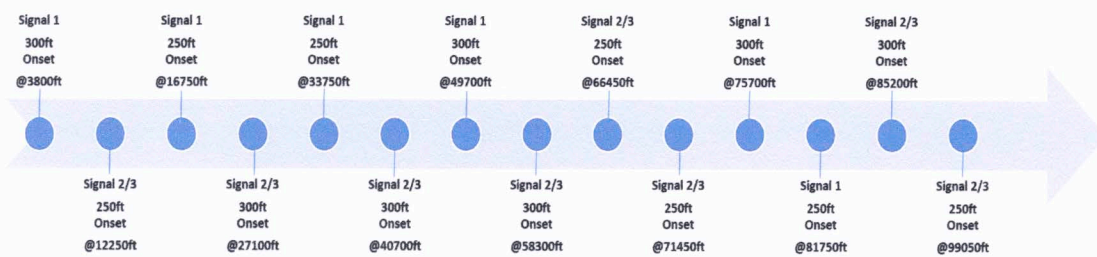 Signal 1
300ft
Onset
@3800ft
Signal 1
250ft
Onset
@16750ft
Signal 1
250ft
Onset
@33750ft
Signal 1
300ft
Onset
@49700ft
Signal 2/3
250ft
Onset
@66450ft
Signal 1
300ft
Onset
@75700ft
Signal 2/3
300ft
Onset
@85200ft
Signal 2/3
250ft
Onset
@12250ft
Signal 2/3
300ft
Onset
@27100ft
Signal 2/3
300ft
Onset
@40700ft
Signal 2/3
300ft
Onset
@58300ft
Signal 2/3
250ft
Onset
@71450ft
Signal 1
250ft
Onset
@81750ft
Signal 2/3
250ft
Onset
@99050ft